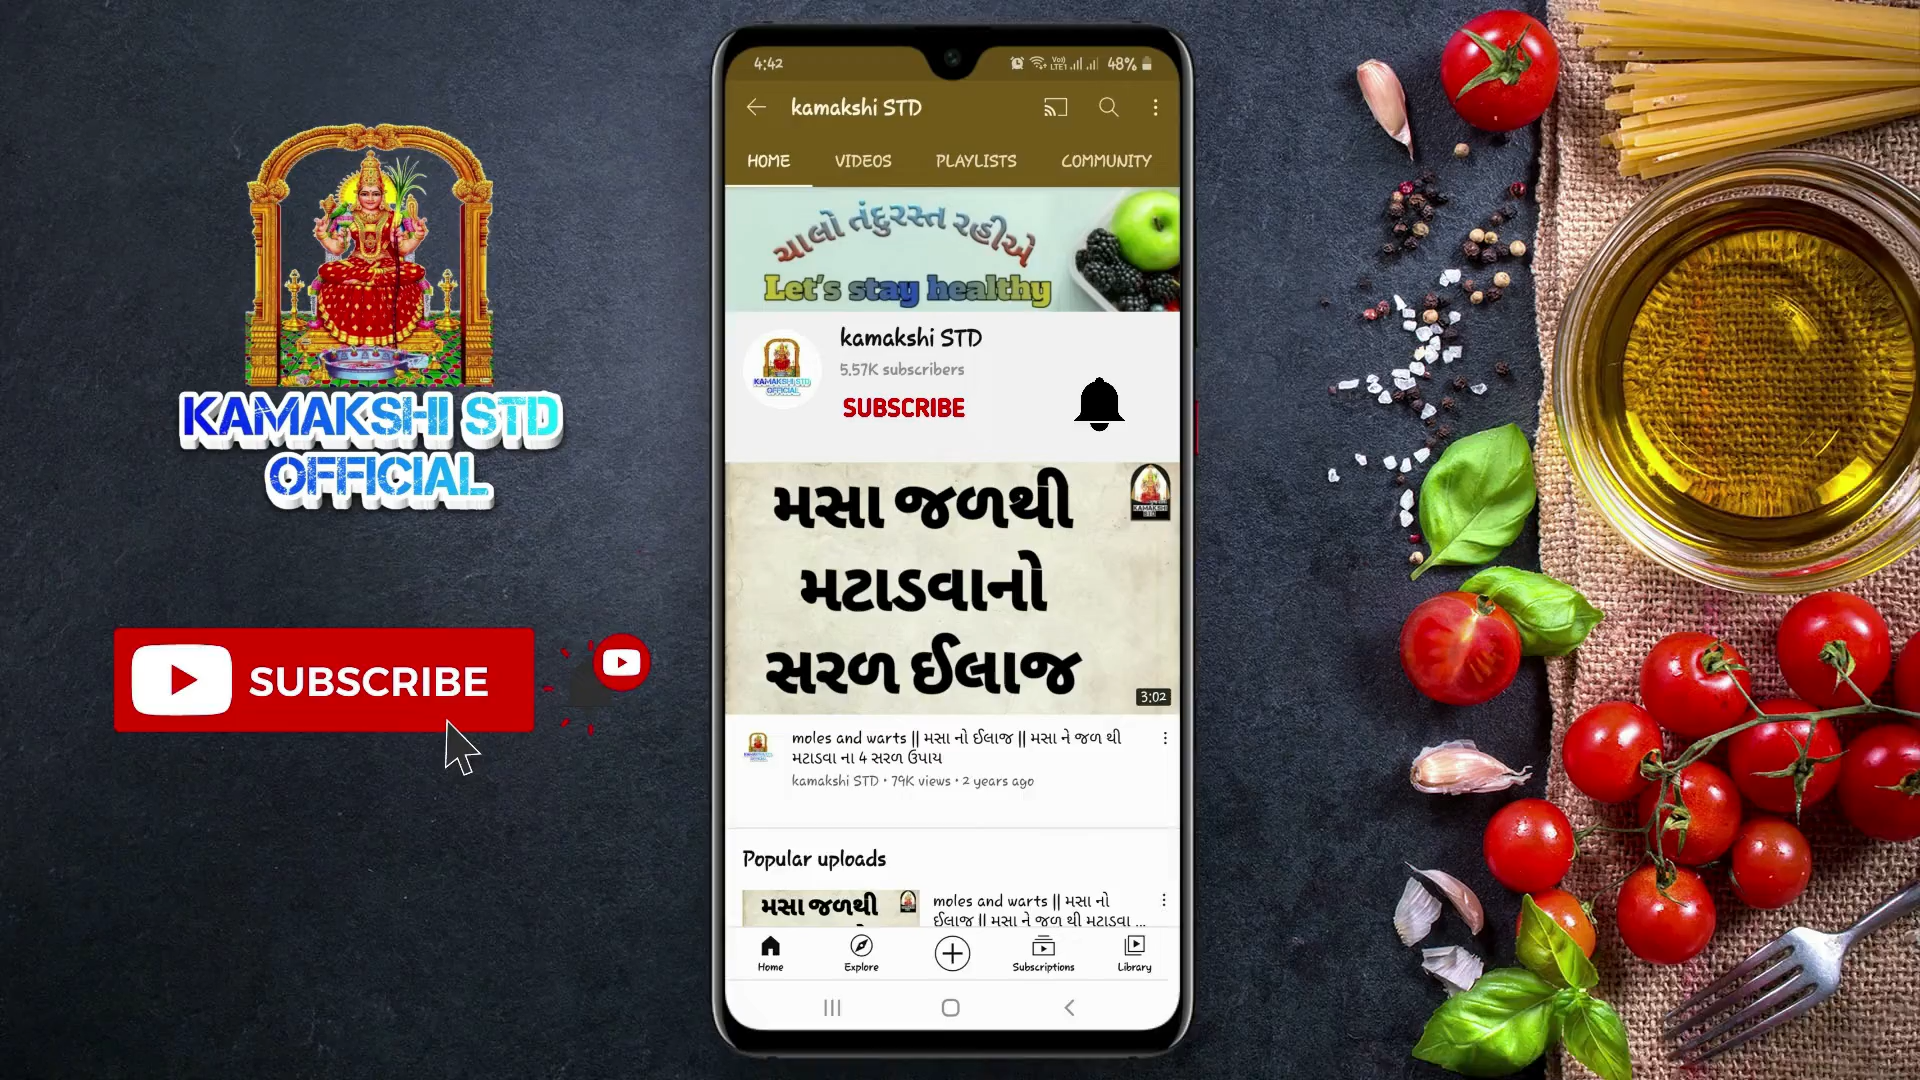 KAMAKSHI STD
OFFICIAL
SUBSCRIBE
4:42
48%
kamakshi STD
HOME
VIDEOS
PLAYLISTS
COMMUNITY
ચાલો તંદુરસ્ત રહીએ
Let's stay healthy
kamakshi STD
5.57K subscribers
SUBSCRIBE
મસા જળથી
મટાડવાનો
સરળ ઈલાજ
3:02
moles and warts || મસા નો ઈલાજ || મસા ને જળ થી
મટાડવા ના 4 સરળ ઉપાય
kamakshi STD • 79K views • 2 years ago
Popular uploads
મસા જળથી
moles and warts || મસા નો
ઈલાજ || મસા ને જળ થી મટાડવા ...
Home
Explore
Subscriptions
Library